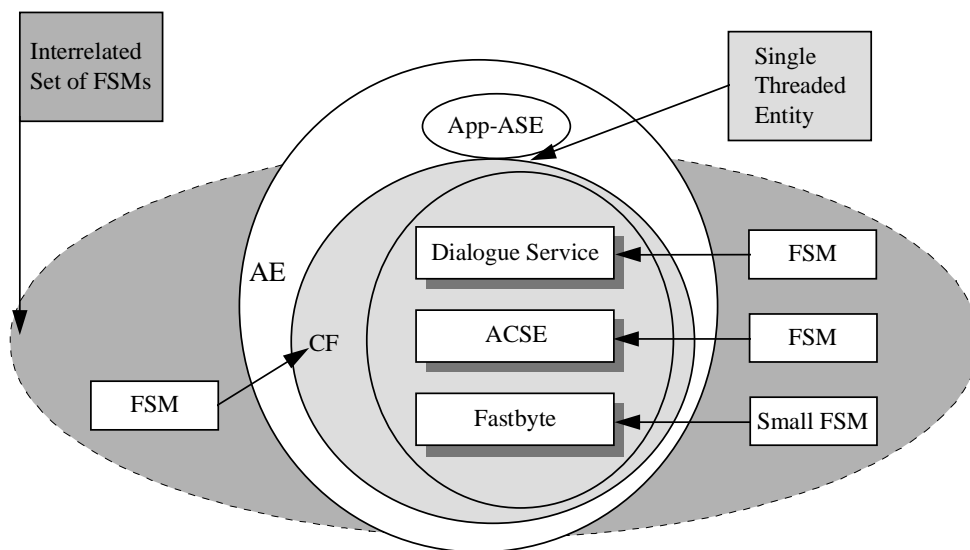 Interrelated
Set of FSMs
Single
Threaded
Entity
App-ASE
Dialogue Service
FSM
AE
ACSE
FSM
CF
FSM
Fastbyte
Small FSM